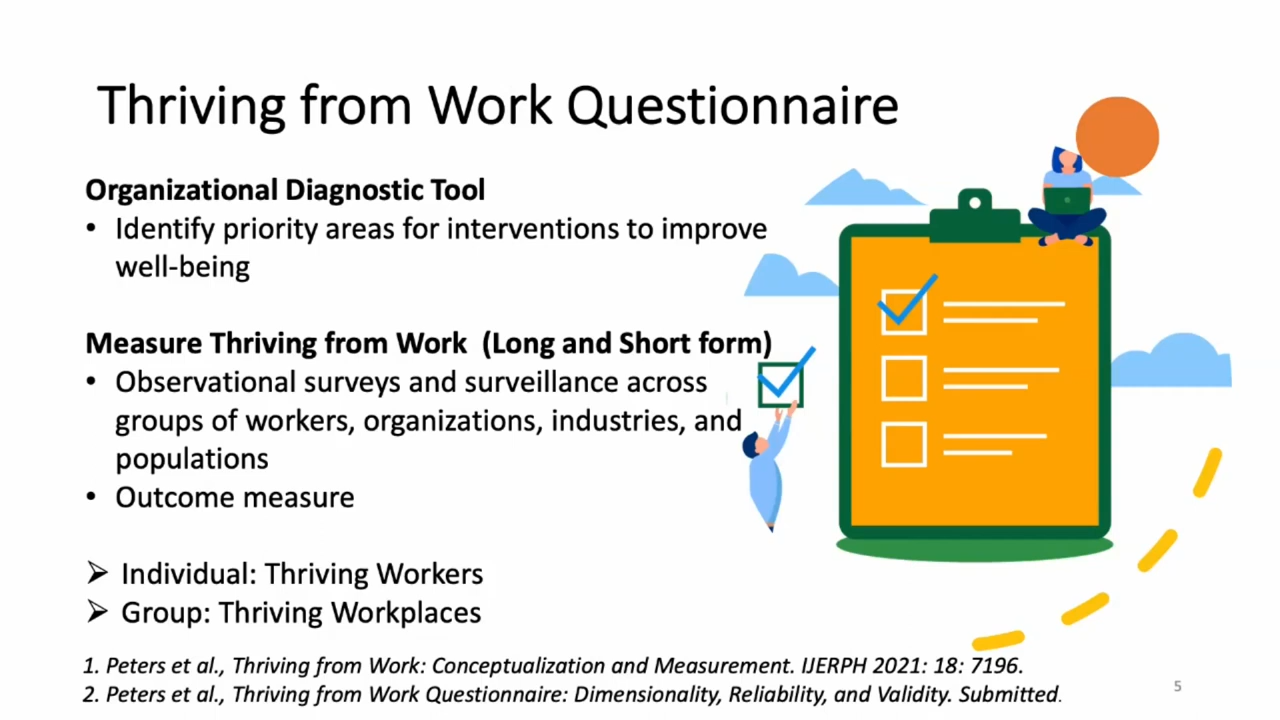 Thriving from Work Questionnaire
Organizational Diagnostic Tool
• Identify priority areas for interventions to improve
well-being
Measure Thriving from Work  (Long and Short form)
• Observational surveys and surveillance across
groups of workers, organizations, industries, and
populations
• Outcome measure
➢ Individual: Thriving Workers
➢ Group: Thriving Workplaces
1. Peters et al., Thriving from Work: Conceptualization and Measurement. IJERPH 2021: 18: 7196.
2. Peters et al., Thriving from Work Questionnaire: Dimensionality, Reliability, and Validity. Submitted.
5